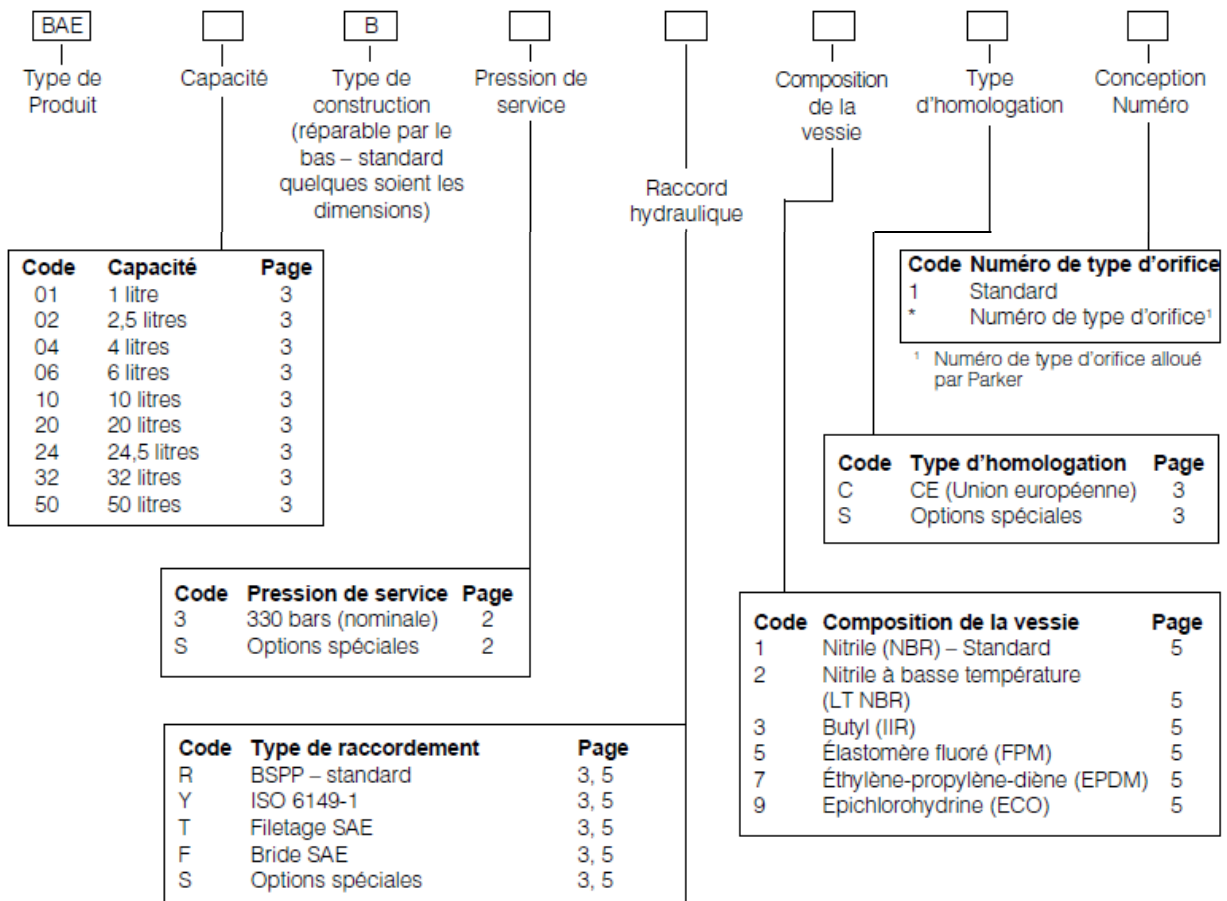 BAE
B
Type de
Produit
Capacité
Type de
construction
(réparable par le
bas – standard
quelques soient les
dimensions)
Pression de
service
Raccord
hydraulique
Composition
de la
vessie
Type
d'homologation
Conception
Numéro
Code Capacité Page
01 1 litre 3
02 2,5 litres 3
04 4 litres 3
06 6 litres 3
10 10 litres 3
20 20 litres 3
24 24,5 litres 3
32 32 litres 3
50 50 litres 3
Code Numéro de type d'orifice
1 Standard
* Numéro de type d'orifice¹
¹ Numéro de type d'orifice alloué
par Parker
Code Type d'homologation Page
C CE (Union européenne) 3
S Options spéciales 3
Code Pression de service Page
3 330 bars (nominale) 2
S Options spéciales 2
Code Composition de la vessie Page
1 Nitrile (NBR) – Standard 5
2 Nitrile à basse température
(LT NBR) 5
3 Butyl (IIR) 5
5 Élastomère fluoré (FPM) 5
7 Éthylène-propylène-diène (EPDM) 5
9 Epichlorohydrine (ECO) 5
Code Type de raccordement Page
R BSPP – standard 3, 5
Y ISO 6149-1 3, 5
T Filetage SAE 3, 5
F Bride SAE 3, 5
S Options spéciales 3, 5